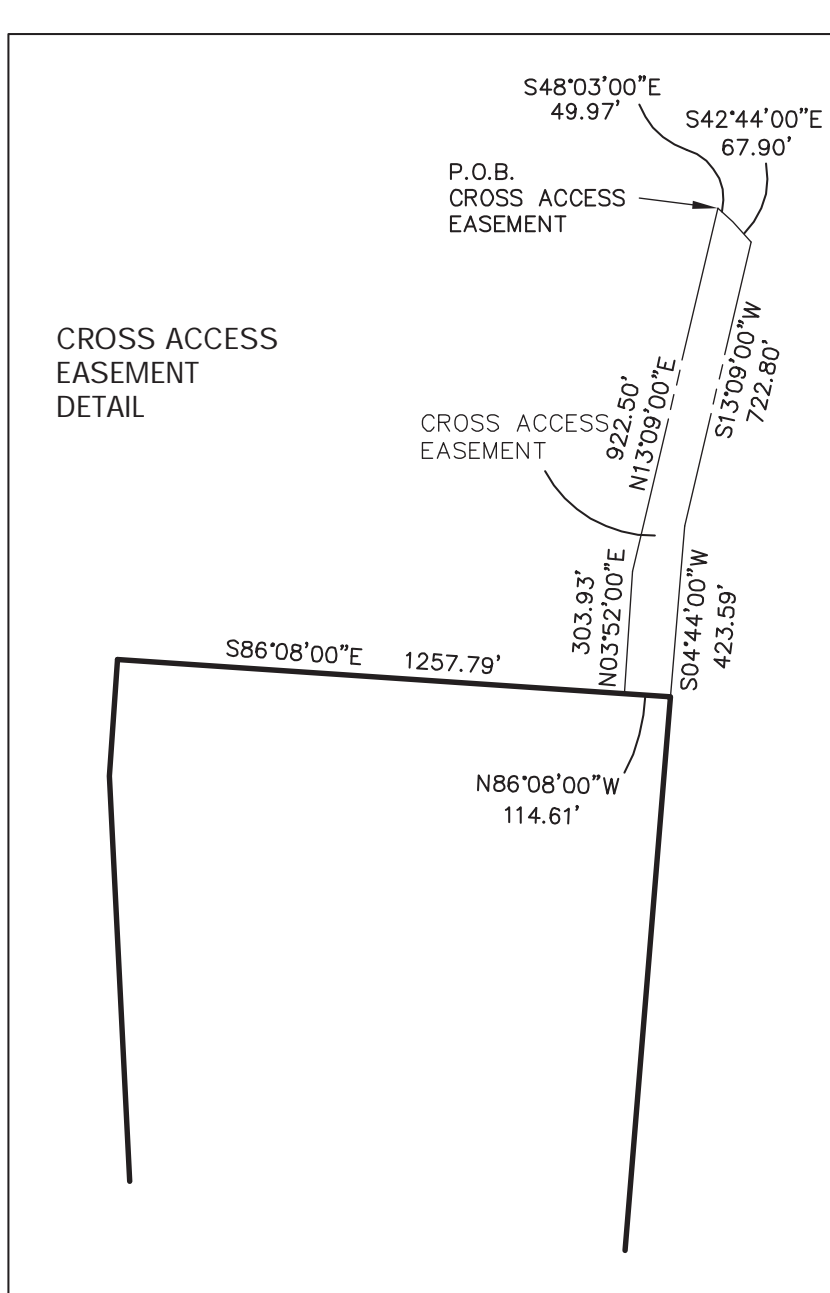 S48°03'00"E
49.97'
S42°44'00"E
67.90'
P.O.B.
CROSS ACCESS
EASEMENT
CROSS ACCESS
EASEMENT
DETAIL
S13°09'00"W
722.80'
922.50'
N13°09'00"E
CROSS ACCESS
EASEMENT
303.93'
N03°52'00"E
S04°44'00"W
423.59'
S86°08'00"E 1257.79'
N86°08'00"W
114.61'